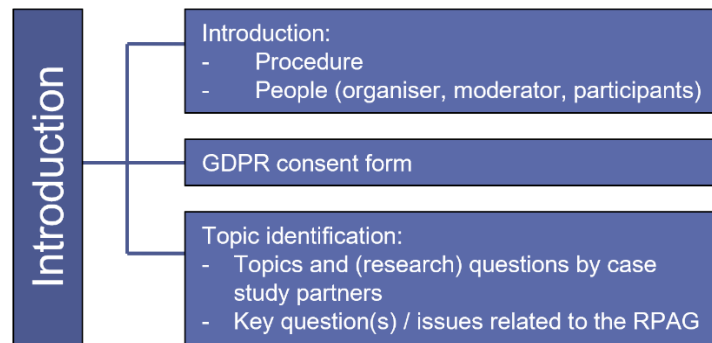 Introduction
Introduction:
- Procedure
- People (organiser, moderator, participants)
GDPR consent form
Topic identification:
- Topics and (research) questions by case
study partners
- Key question(s) / issues related to the RPAG